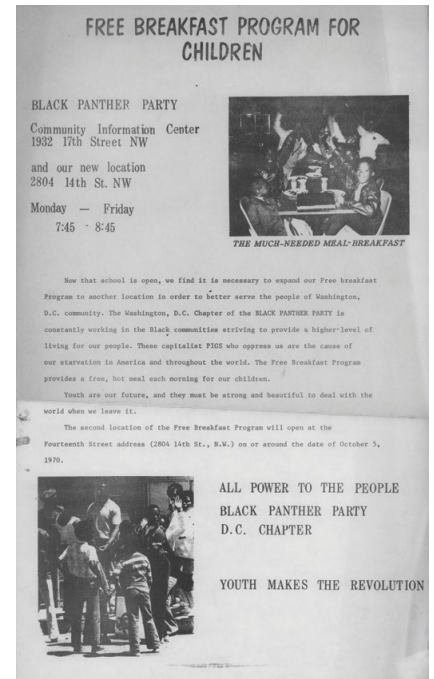 FREE BREAKFAST PROGRAM FOR
CHILDREN
BLACK PANTHER PARTY
Community Information Center
1932 17th Street NW
and our new location
2804 14th St. NW
Monday — Friday
7:45 - 8:45
THE MUCH-NEEDED MEAL-BREAKFAST
Now that school is open, we find it is necessary to expand our Free breakfast
Program to another location in order to better serve the people of Washington,
D.C. community. The Washington, D.C. Chapter of the BLACK PANTHER PARTY is
constantly working in the Black communities striving to provide a higher-level of
living for our people. These capitalist PIGS who oppress us are the cause of
our starvation in America and throughout the world. The Free Breakfast Program
provides a free, hot meal each morning for our children.
Youth are our future, and they must be strong and beautiful to deal with the
world when we leave it.
The second location of the Free Breakfast Program will open at the
Fourteenth Street address (2804 14th St., N.W.) on or around the date of October 5,
1970.
ALL POWER TO THE PEOPLE
BLACK PANTHER PARTY
D.C. CHAPTER
YOUTH MAKES THE REVOLUTION